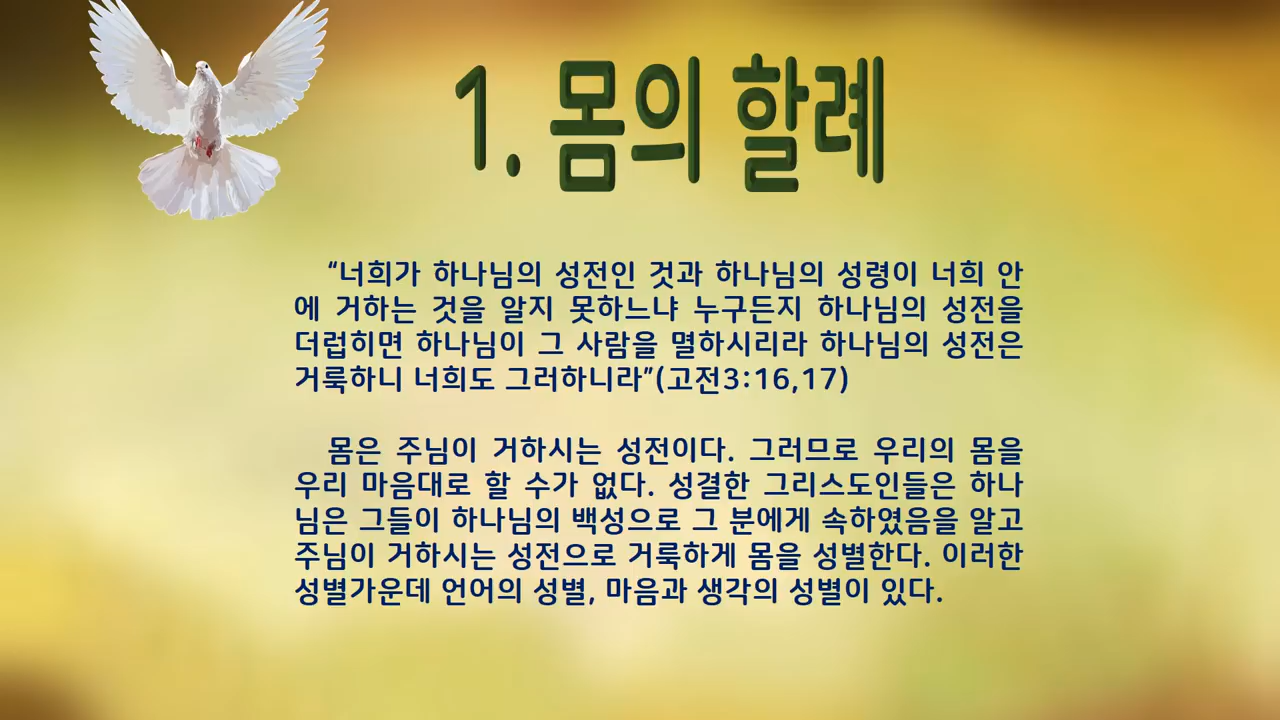 1. 몸의 할례
“너희가 하나님의 성전인 것과 하나님의 성령이 너희 안
에 거하는 것을 알지 못하느냐 누구든지 하나님의 성전을
더럽히면 하나님이 그 사람을 멸하시리라 하나님의 성전은
거룩하니 너희도 그러하니라”(고전3:16,17)
몸은 주님이 거하시는 성전이다. 그러므로 우리의 몸을
우리 마음대로 할 수가 없다. 성결한 그리스도인들은 하나
님은 그들이 하나님의 백성으로 그 분에게 속하였음을 알고
주님이 거하시는 성전으로 거룩하게 몸을 성별한다. 이러한
성별가운데 언어의 성별, 마음과 생각의 성별이 있다.